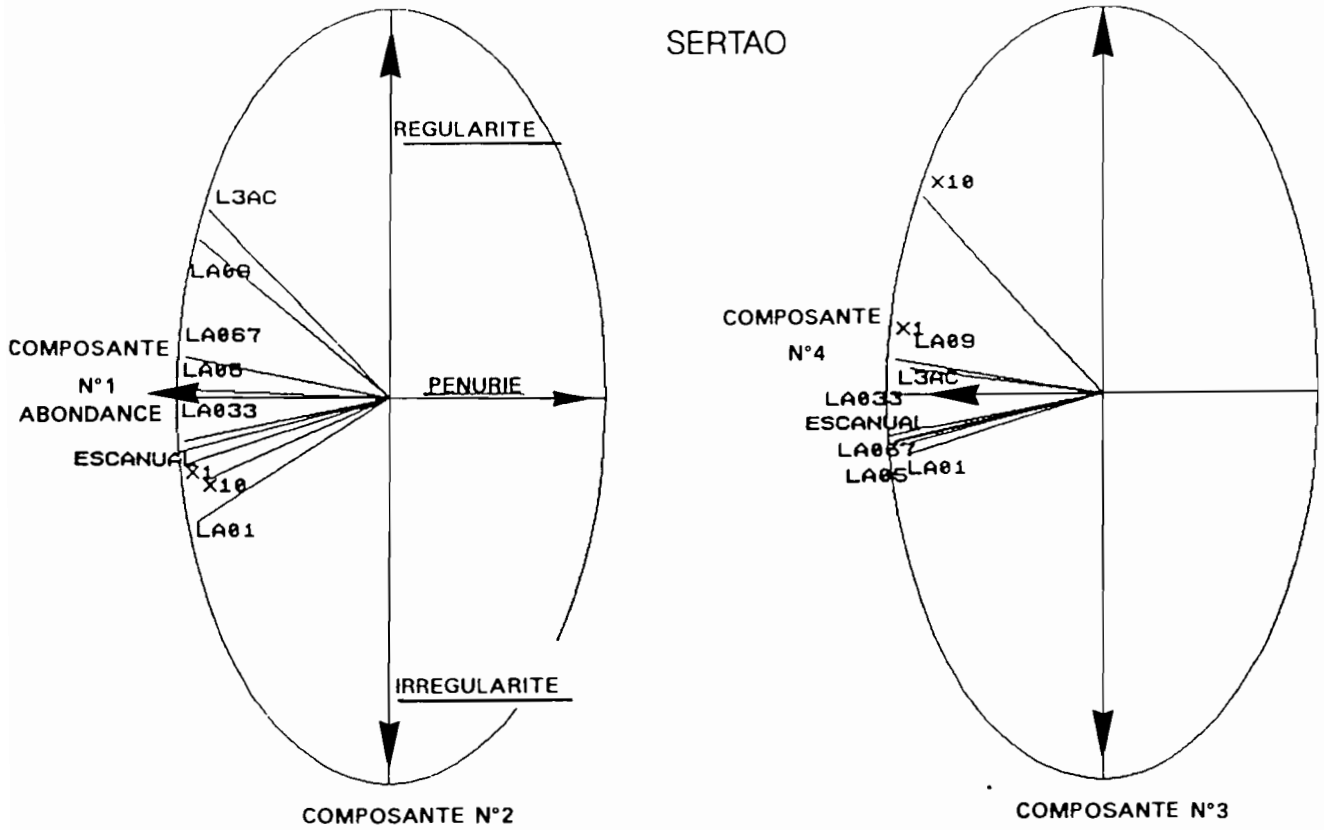 SERTAO
REGULARITE
L3AC
LA09
LA067
COMPOSANTE
N°1
ABONDANCE
LA05
PENURIE
LA033
ESCANUAL
X1
X10
LA01
IRREGULARITE
COMPOSANTE N°2
X10
COMPOSANTE
N°4
X1
LA09
L3AC
LA033
ESCANUAL
LA067
LA05
LA01
COMPOSANTE N°3